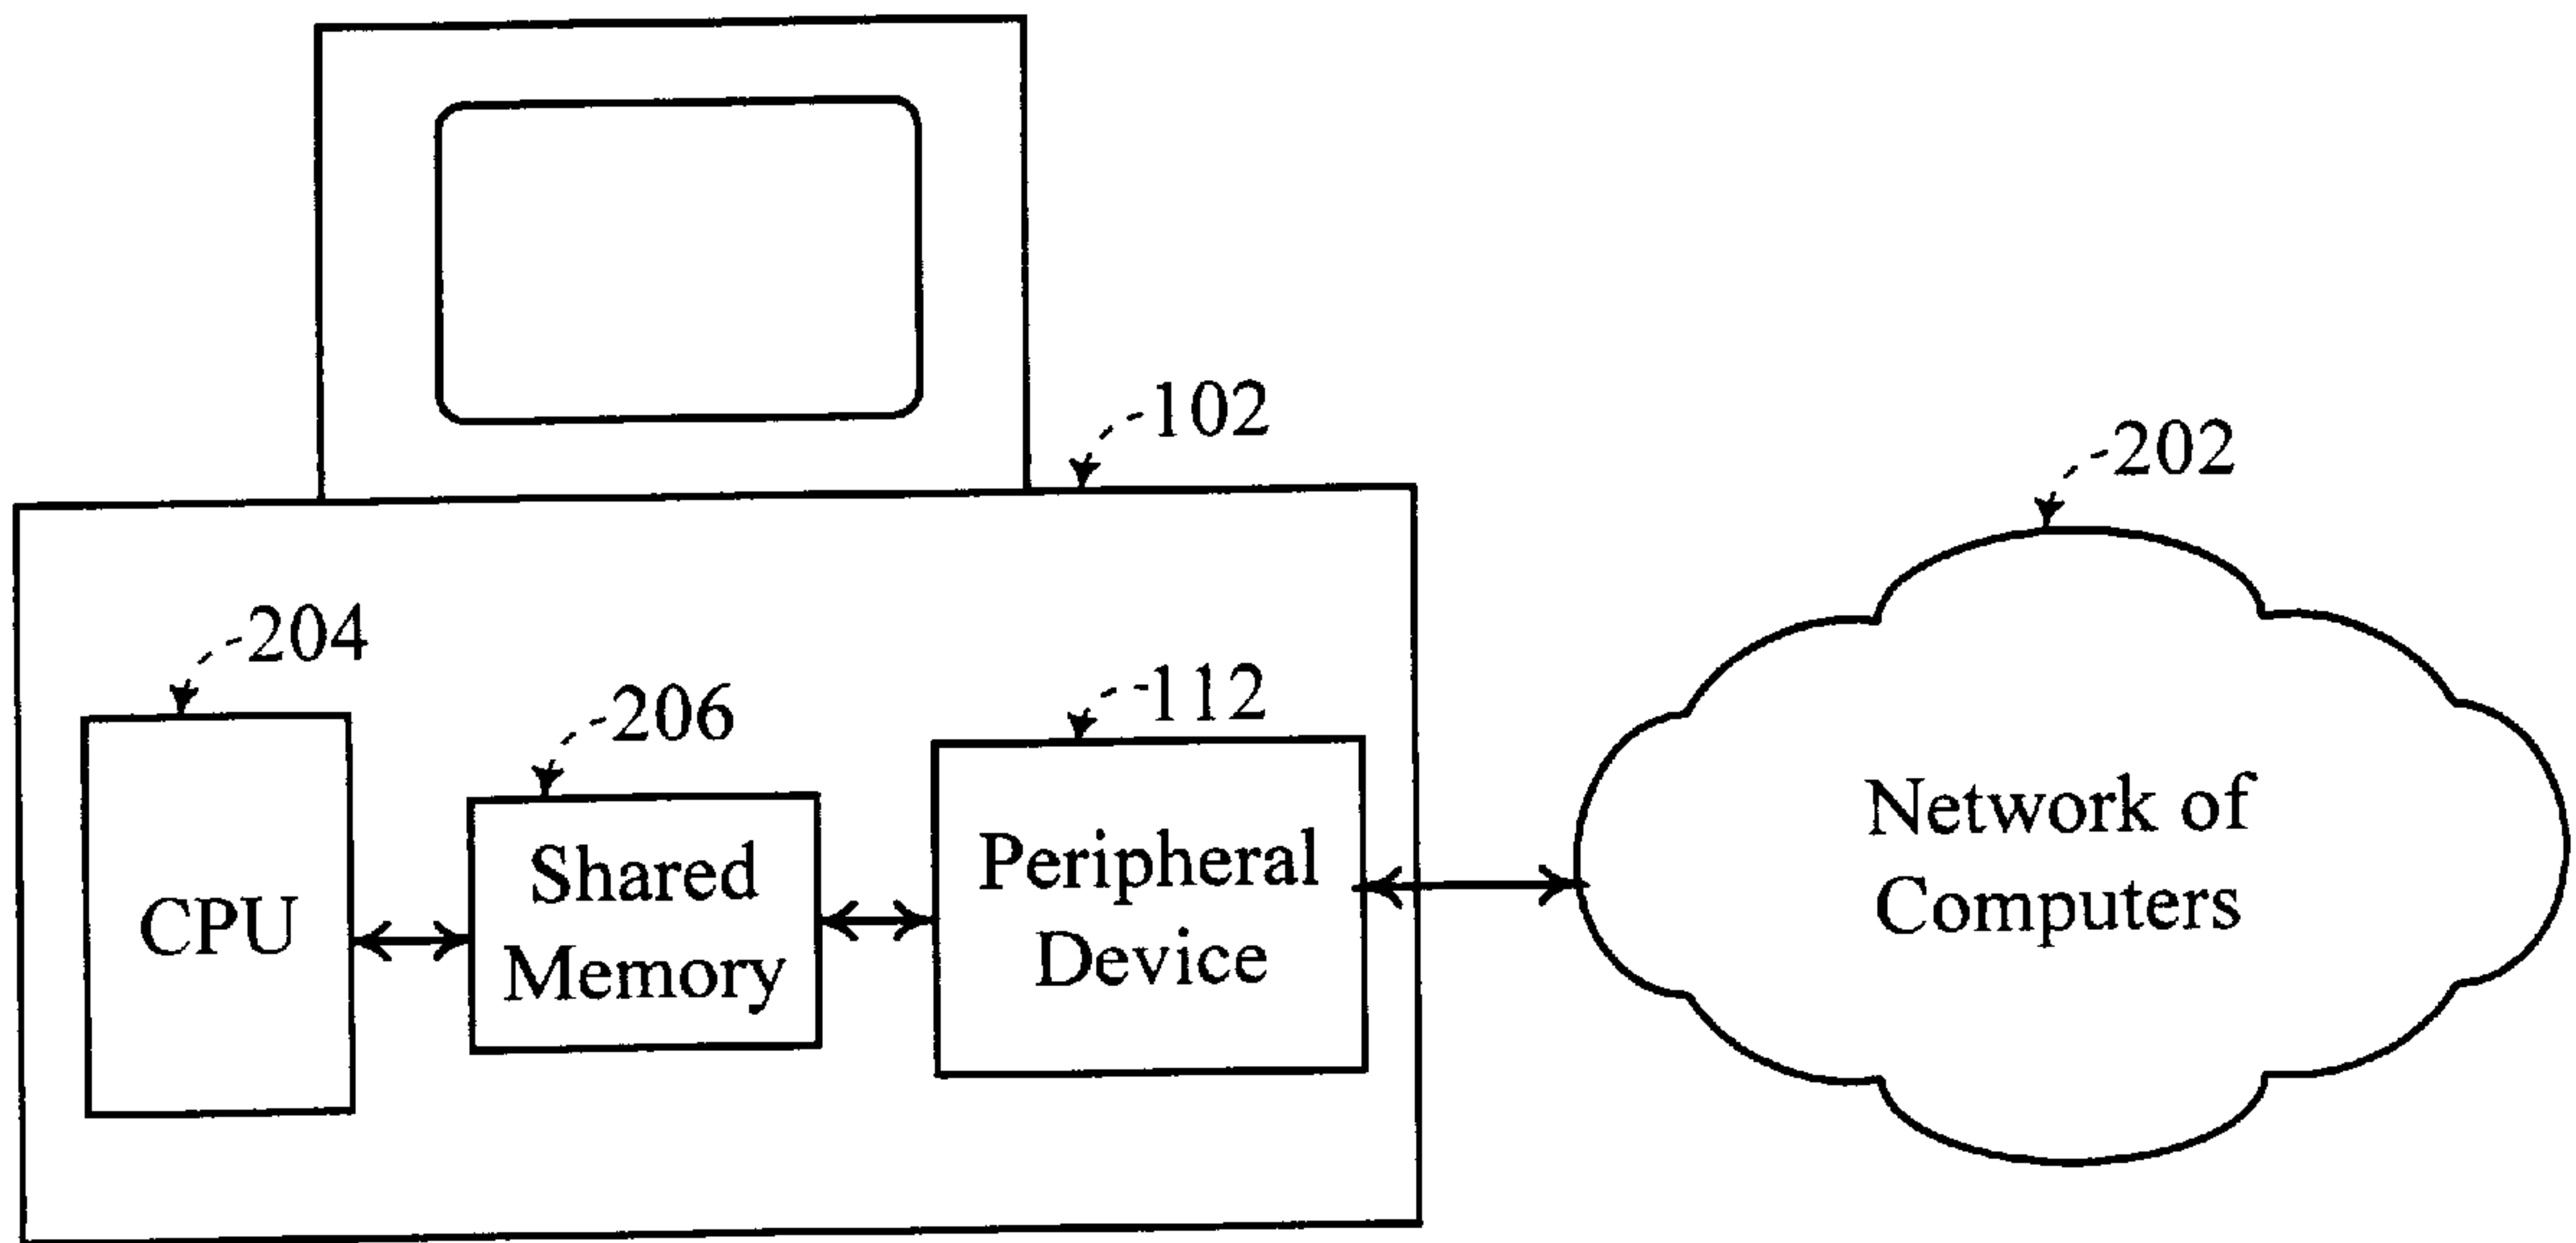 102
202
204
206
112
CPU
Shared
Memory
Peripheral
Device
Network of
Computers